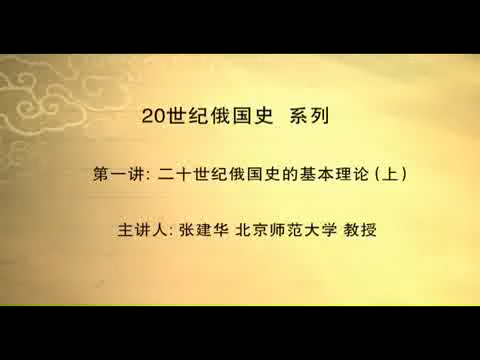 20世纪俄国史 系列
第一讲: 二十世纪俄国史的基本理论(上)
主讲人: 张建华 北京师范大学 教授